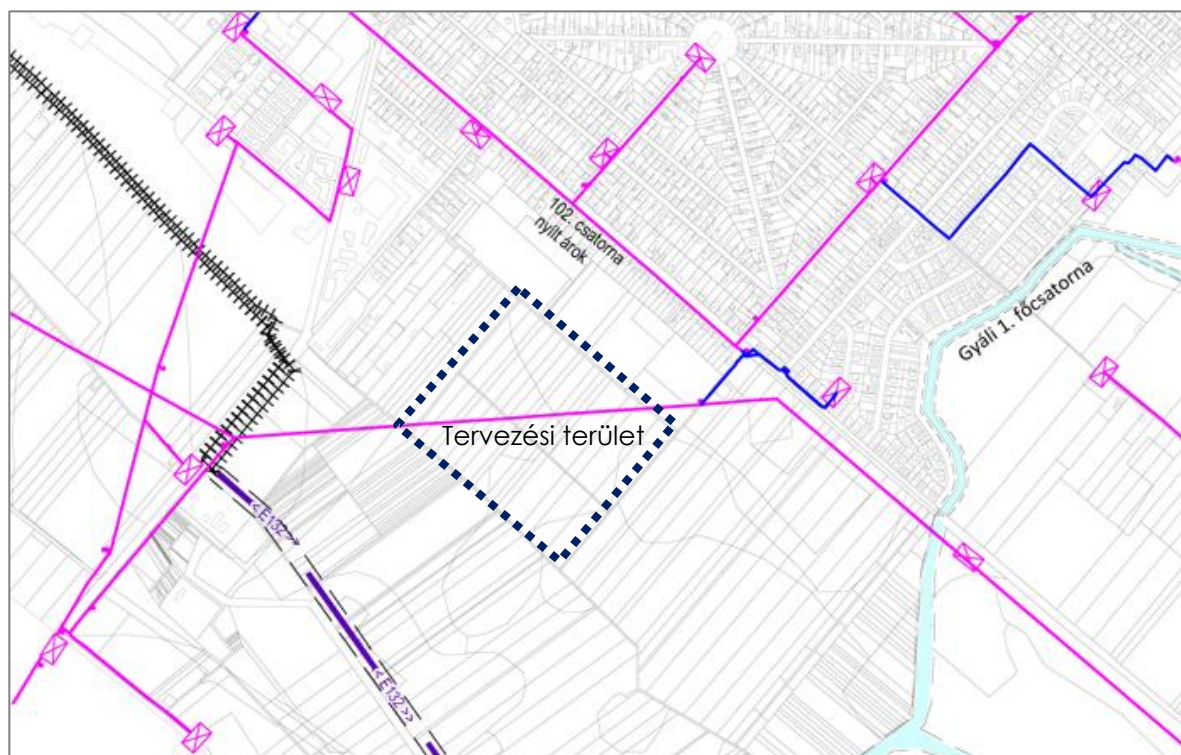 102. csatorna
nyílt árok
Gyáli 1. főcsatorna
Tervezési terület
<E132>>
<E132>>